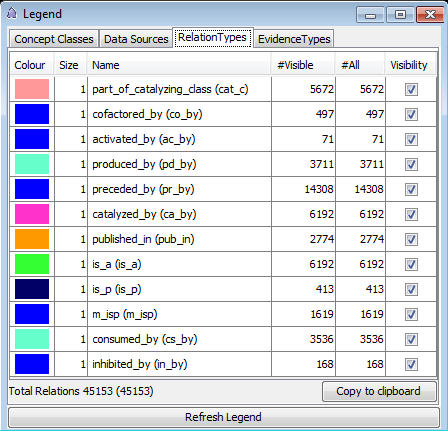 Legend
Concept Classes Data Sources RelationTypes EvidenceTypes
Colour Size Name #Visible #All Visibility
1 part_of_catalyzing_class (cat_c) 5672 5672
1 cofactored_by (co_by) 497 497
1 activated_by (ac_by) 71 71
1 produced_by (pd_by) 3711 3711
1 preceded_by (pr_by) 14308 14308
1 catalyzed_by (ca_by) 6192 6192
1 published_in (pub_in) 2774 2774
1 is_a (is_a) 6192 6192
1 is_p (is_p) 413 413
1 m_isp (m_isp) 1619 1619
1 consumed_by (cs_by) 3536 3536
1 inhibited_by (in_by) 168 168
Total Relations 45153 (45153) Copy to clipboard
Refresh Legend